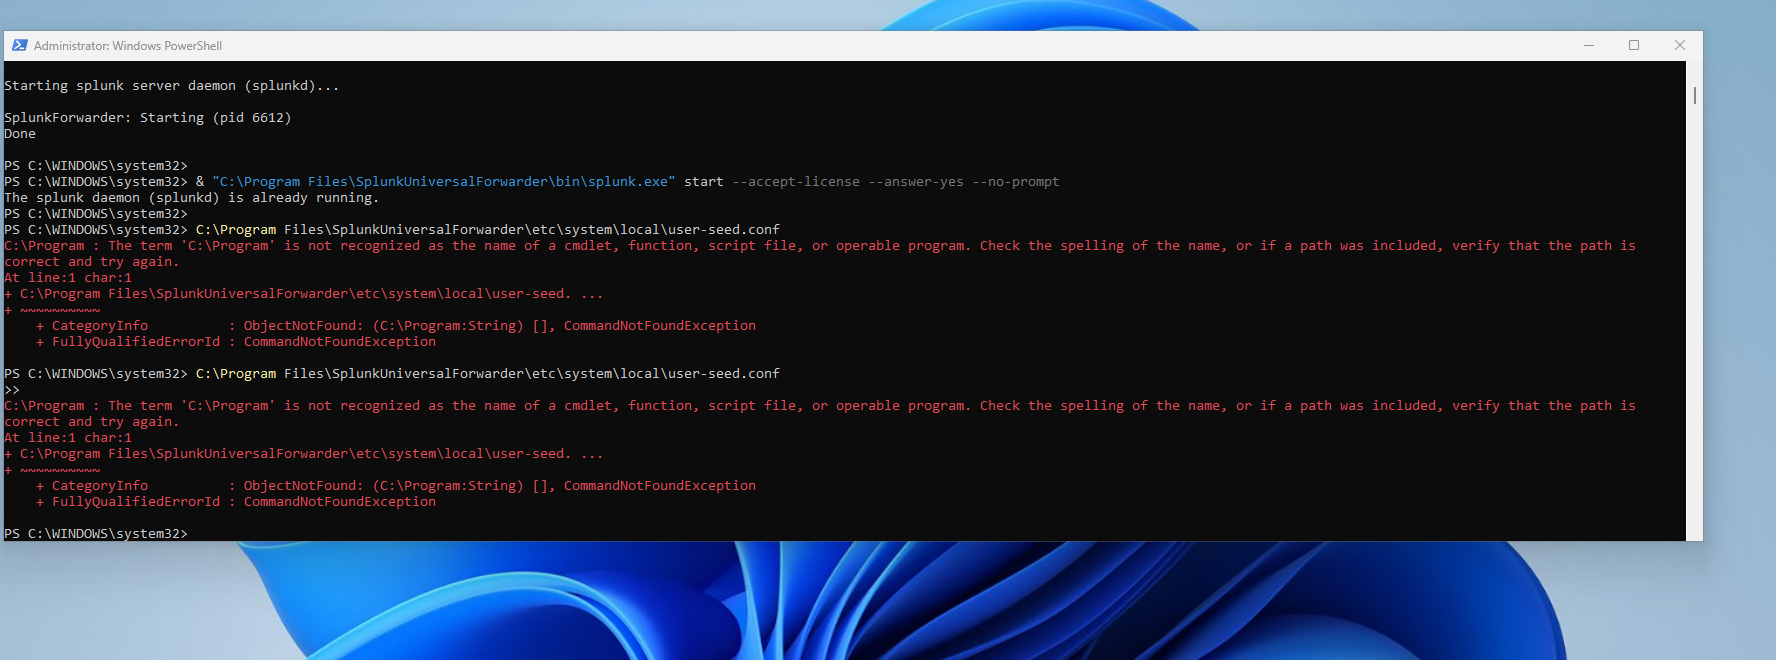 Administrator: Windows PowerShell
Starting splunk server daemon (splunkd)...
SplunkForwarder: Starting (pid 6612)
Done
PS C:\WINDOWS\system32>
PS C:\WINDOWS\system32> & "C:\Program Files\SplunkUniversalForwarder\bin\splunk.exe" start --accept-license --answer-yes --no-prompt
The splunk daemon (splunkd) is already running.
PS C:\WINDOWS\system32>
PS C:\WINDOWS\system32> C:\Program Files\SplunkUniversalForwarder\etc\system\local\user-seed.conf
C:\Program : The term 'C:\Program' is not recognized as the name of a cmdlet, function, script file, or operable program. Check the spelling of the name, or if a path was included, verify that the path is
correct and try again.
At line:1 char:1
+ C:\Program Files\SplunkUniversalForwarder\etc\system\local\user-seed. ...
+ ~~~~~~~~~~
    + CategoryInfo          : ObjectNotFound: (C:\Program:String) [], CommandNotFoundException
    + FullyQualifiedErrorId : CommandNotFoundException
PS C:\WINDOWS\system32> C:\Program Files\SplunkUniversalForwarder\etc\system\local\user-seed.conf
>>
C:\Program : The term 'C:\Program' is not recognized as the name of a cmdlet, function, script file, or operable program. Check the spelling of the name, or if a path was included, verify that the path is
correct and try again.
At line:1 char:1
+ C:\Program Files\SplunkUniversalForwarder\etc\system\local\user-seed. ...
+ ~~~~~~~~~~
    + CategoryInfo          : ObjectNotFound: (C:\Program:String) [], CommandNotFoundException
    + FullyQualifiedErrorId : CommandNotFoundException
PS C:\WINDOWS\system32>